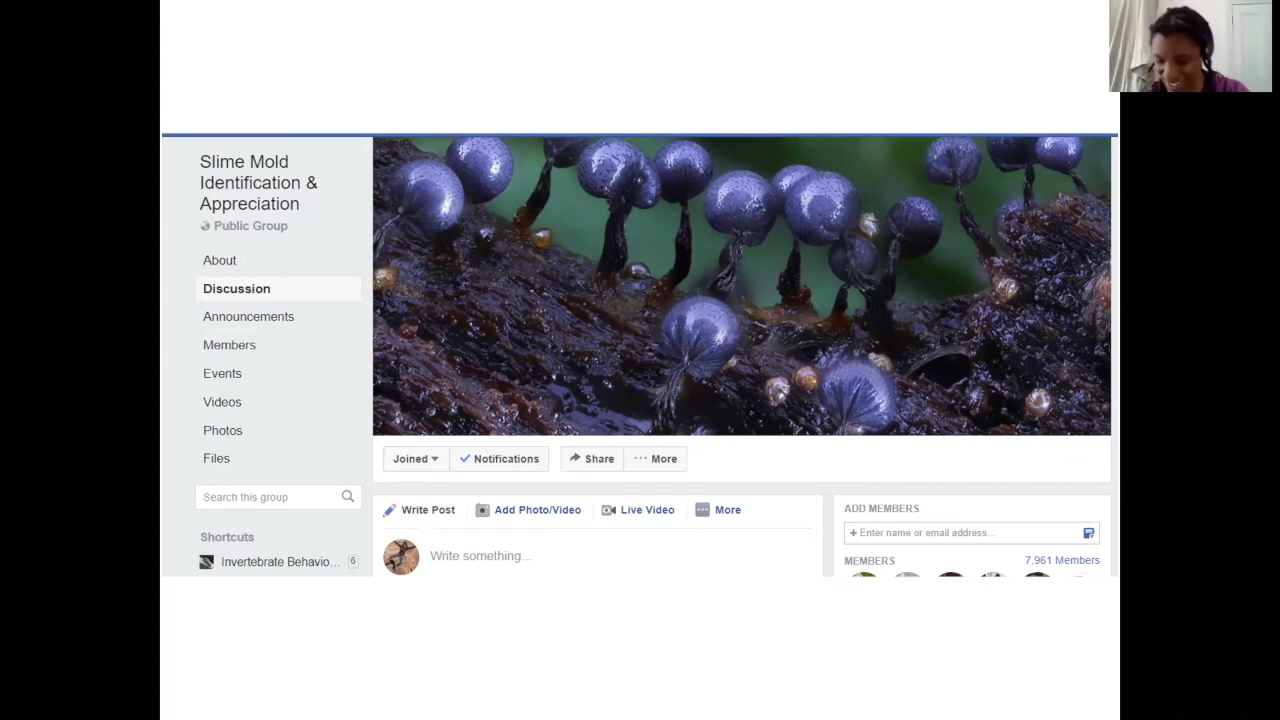 Slime Mold
Identification &
Appreciation
Public Group
About
Discussion
Announcements
Members
Events
Videos
Photos
Files
Search this group
Shortcuts
Invertebrate Behavio... 6
Joined Notifications Share ··· More
Write Post Add Photo/Video Live Video More
Write something...
ADD MEMBERS
+ Enter name or email address...
MEMBERS 7,961 Members